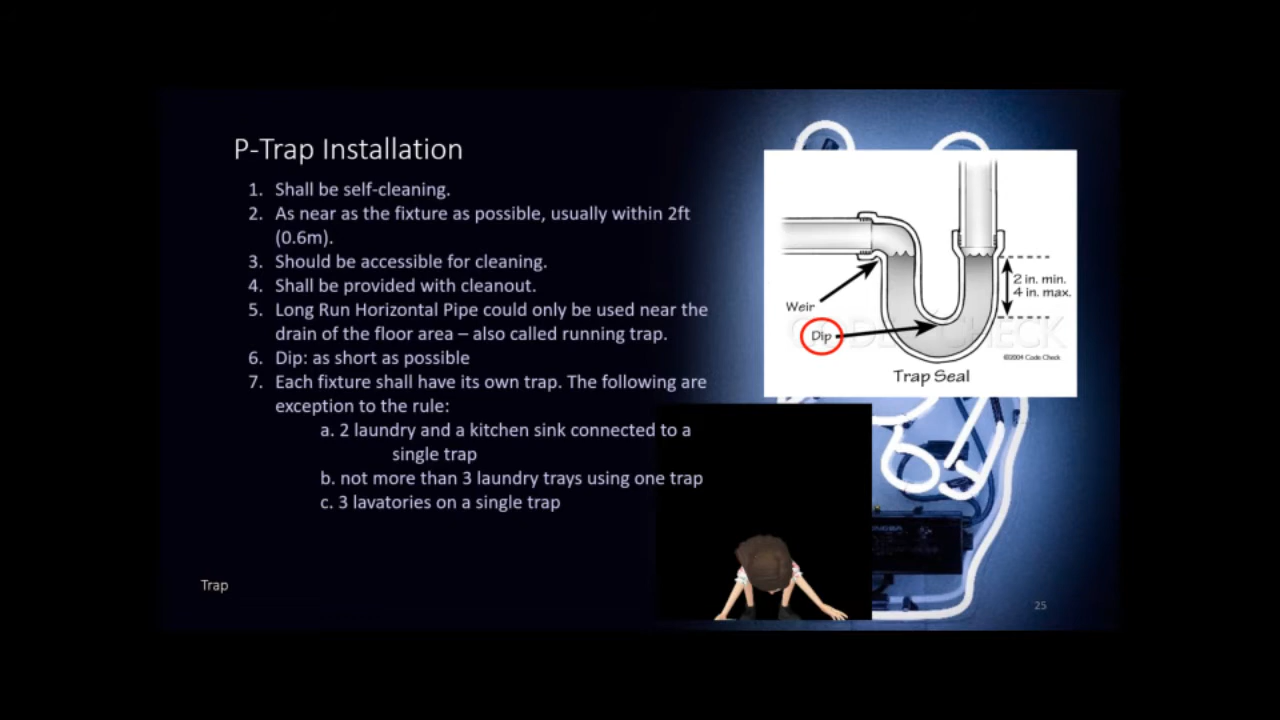 P-Trap Installation
1. Shall be self-cleaning.
2. As near as the fixture as possible, usually within 2ft
(0.6m).
3. Should be accessible for cleaning.
4. Shall be provided with cleanout.
5. Long Run Horizontal Pipe could only be used near the
drain of the floor area – also called running trap.
6. Dip: as short as possible
7. Each fixture shall have its own trap. The following are
exception to the rule:
a. 2 laundry and a kitchen sink connected to a
single trap
b. not more than 3 laundry trays using one trap
c. 3 lavatories on a single trap
2 in. min.
4 in. max.
Weir
Dip
CODE CHECK
©2004 Code Check
Trap Seal
Trap
25